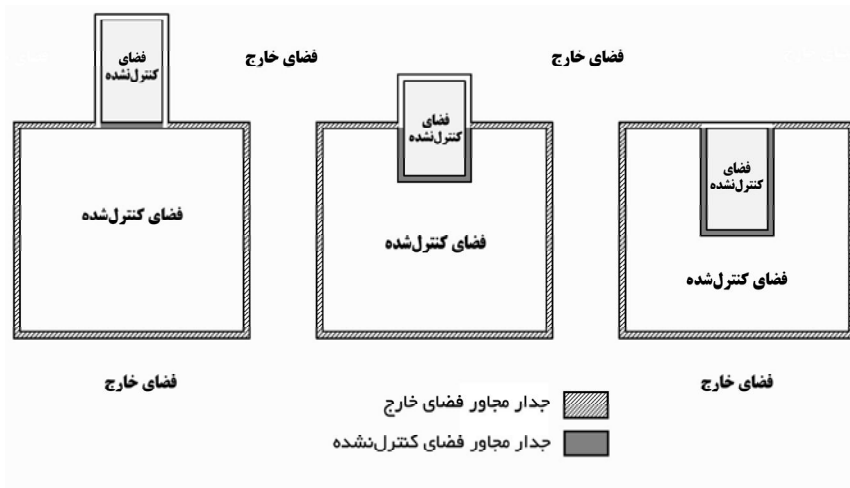 فضای
کنترل‌نشده
فضای خارج
فضای خارج
فضای
کنترل‌نشده
فضای
کنترل‌نشده
فضای کنترل‌شده
فضای کنترل‌شده
فضای کنترل‌شده
فضای خارج
فضای خارج
جدار مجاور فضای خارج
جدار مجاور فضای کنترل‌نشده